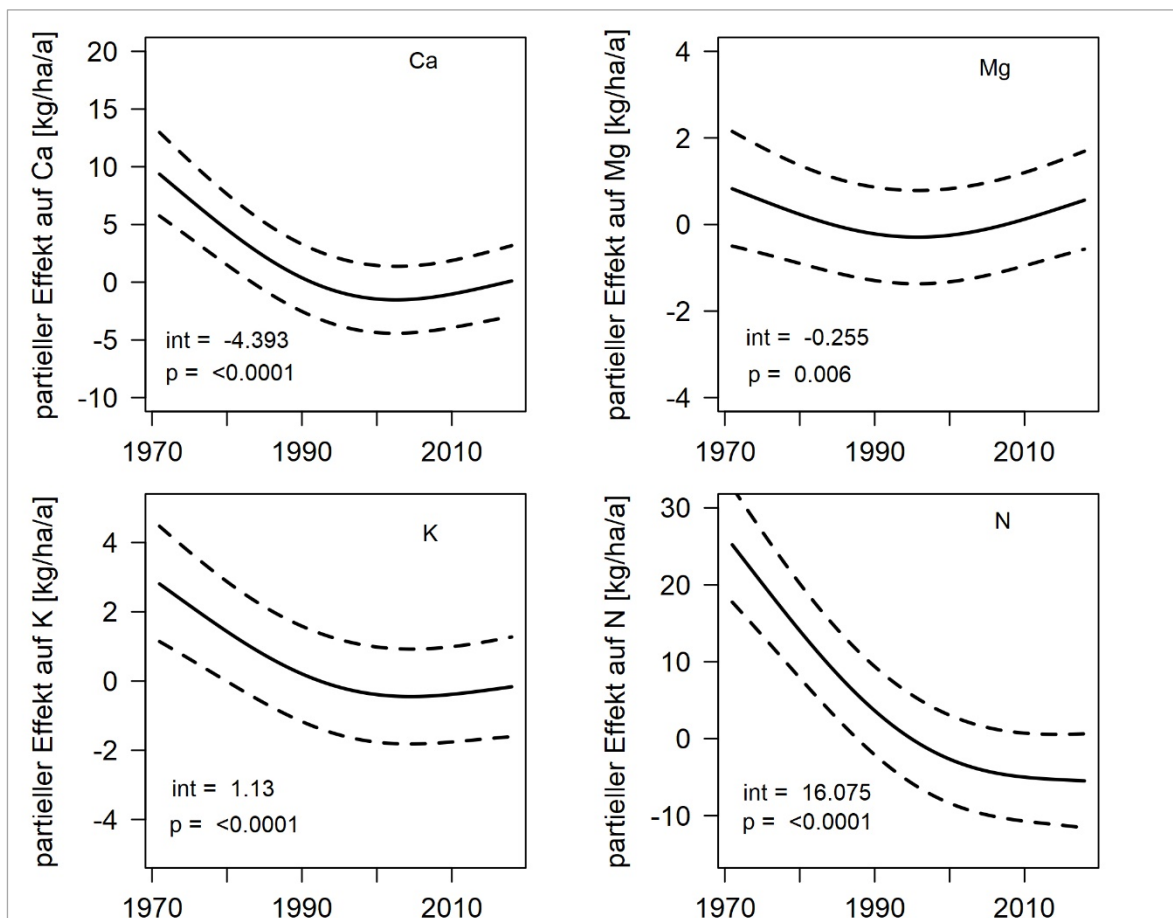 partieller Effekt auf Ca [kg/ha/a]
20
15
10
5
0
-5
-10
Ca
int = -4.393
p = <0.0001
1970
1990
2010
partieller Effekt auf Mg [kg/ha/a]
4
2
0
-2
-4
Mg
int = -0.255
p = 0.006
1970
1990
2010
partieller Effekt auf K [kg/ha/a]
4
2
0
-2
-4
K
int = 1.13
p = <0.0001
1970
1990
2010
partieller Effekt auf N [kg/ha/a]
30
20
10
0
-10
N
int = 16.075
p = <0.0001
1970
1990
2010